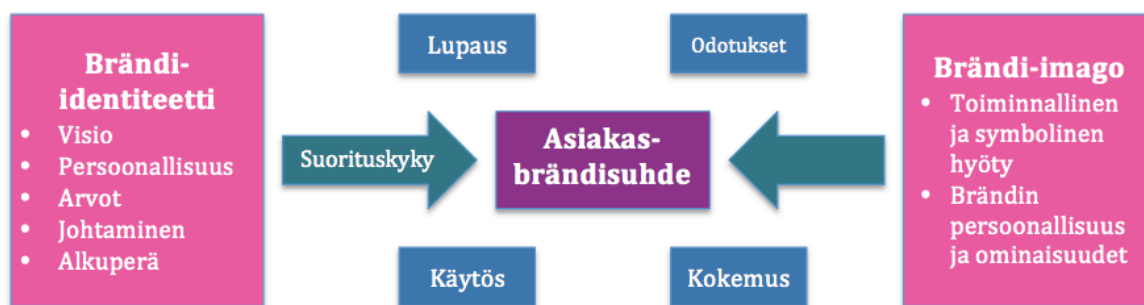 Brändi-
identiteetti
• Visio
• Persoonallisuus
• Arvot
• Johtaminen
• Alkuperä
Lupaus
Odotukset
Suorituskyky
Asiakas-
brändisuhde
Käytös
Kokemus
Brändi-imago
• Toiminnallinen
ja symbolinen
hyöty
• Brändin
persoonallisuus
ja ominaisuudet